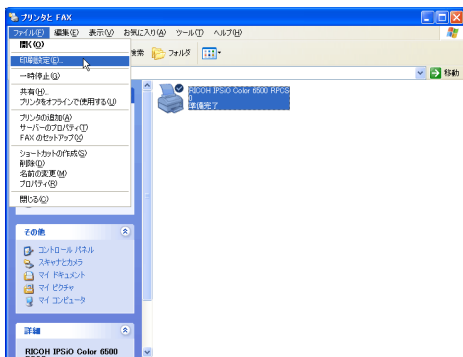 プリンタと FAX
ファイル(F) 編集(E) 表示(V) お気に入り(A) ツール(T) ヘルプ(H)
開く(O)
検索 フォルダ
印刷設定(E)...
移動
一時停止(G)
共有(H)...
プリンタをオフラインで使用する(U)
RICOH IPSiO Color 6500 RPCS
0
準備完了
プリンタの追加(A)
サーバーのプロパティ(T)
FAX のセットアップ(X)
ショートカットの作成(S)
削除(D)
名前の変更(M)
プロパティ(R)
閉じる(C)
その他
コントロール パネル
スキャナとカメラ
マイ ドキュメント
マイ ピクチャ
マイ コンピュータ
詳細
RICOH IPSiO Color 6500